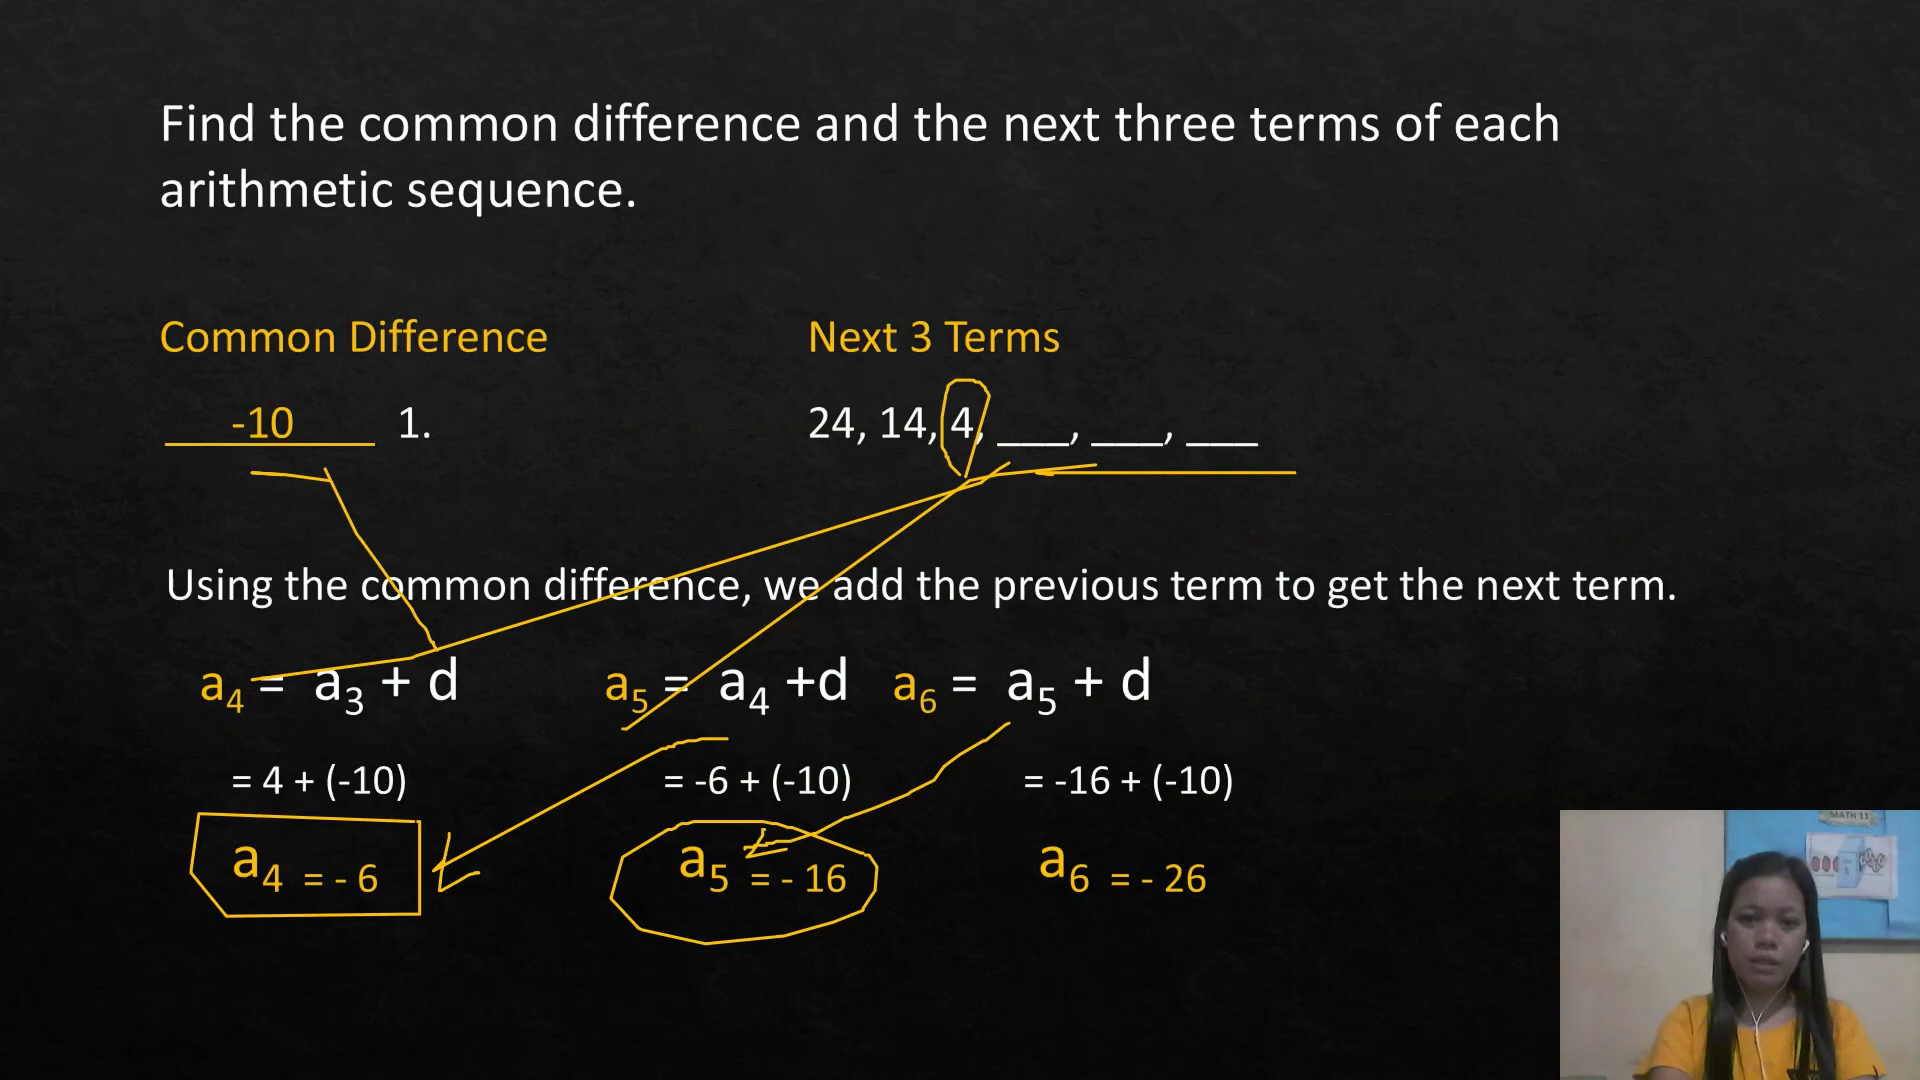 Find the common difference and the next three terms of each
arithmetic sequence.
Common Difference
Next 3 Terms
-10 1.
24, 14, 4, ___, ___, ___
Using the common difference, we add the previous term to get the next term.
a4 = a3 + d
a5 = a4 +d
a6 = a5 + d
= 4 + (-10)
= -6 + (-10)
= -16 + (-10)
a4 = - 6
a5 = - 16
a6 = - 26
MATH 11